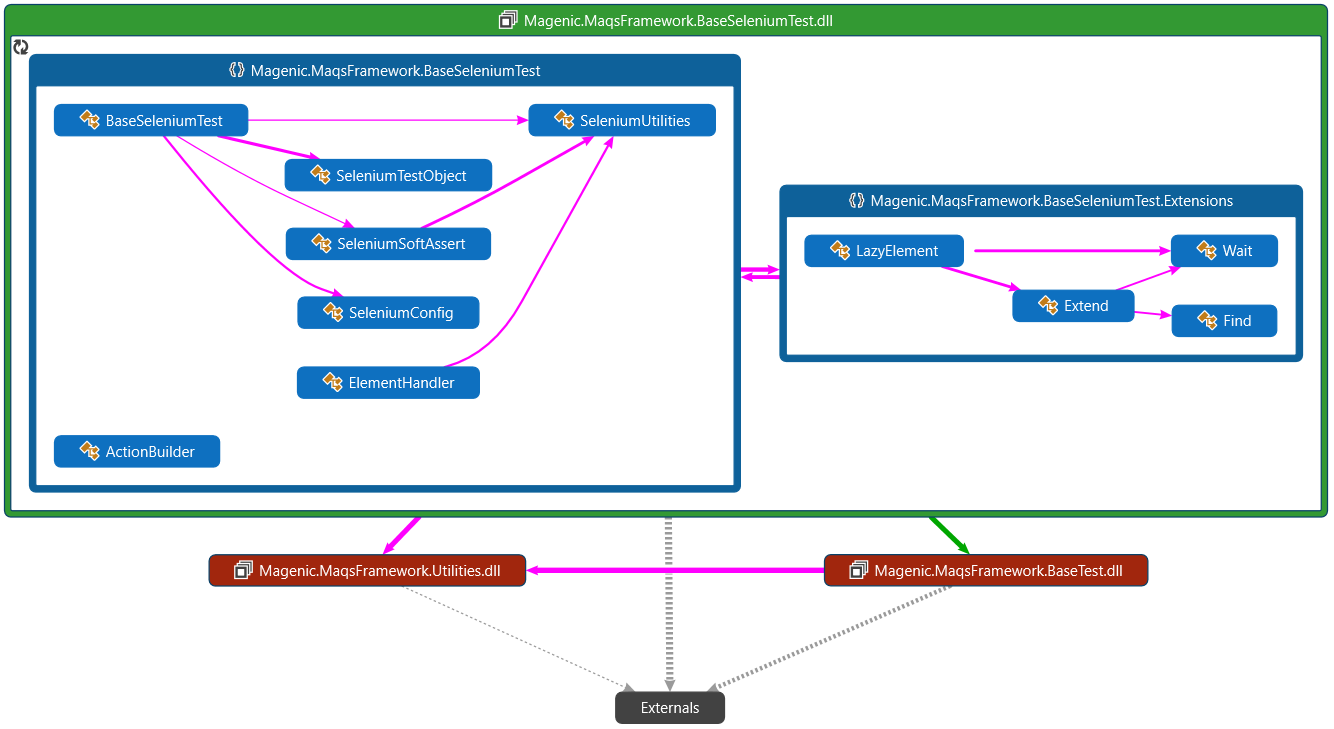 Magenic.MaqsFramework.BaseSeleniumTest.dll
Magenic.MaqsFramework.BaseSeleniumTest
BaseSeleniumTest
SeleniumUtilities
SeleniumTestObject
SeleniumSoftAssert
SeleniumConfig
ElementHandler
ActionBuilder
Magenic.MaqsFramework.BaseSeleniumTest.Extensions
LazyElement
Wait
Extend
Find
Magenic.MaqsFramework.Utilities.dll
Magenic.MaqsFramework.BaseTest.dll
Externals